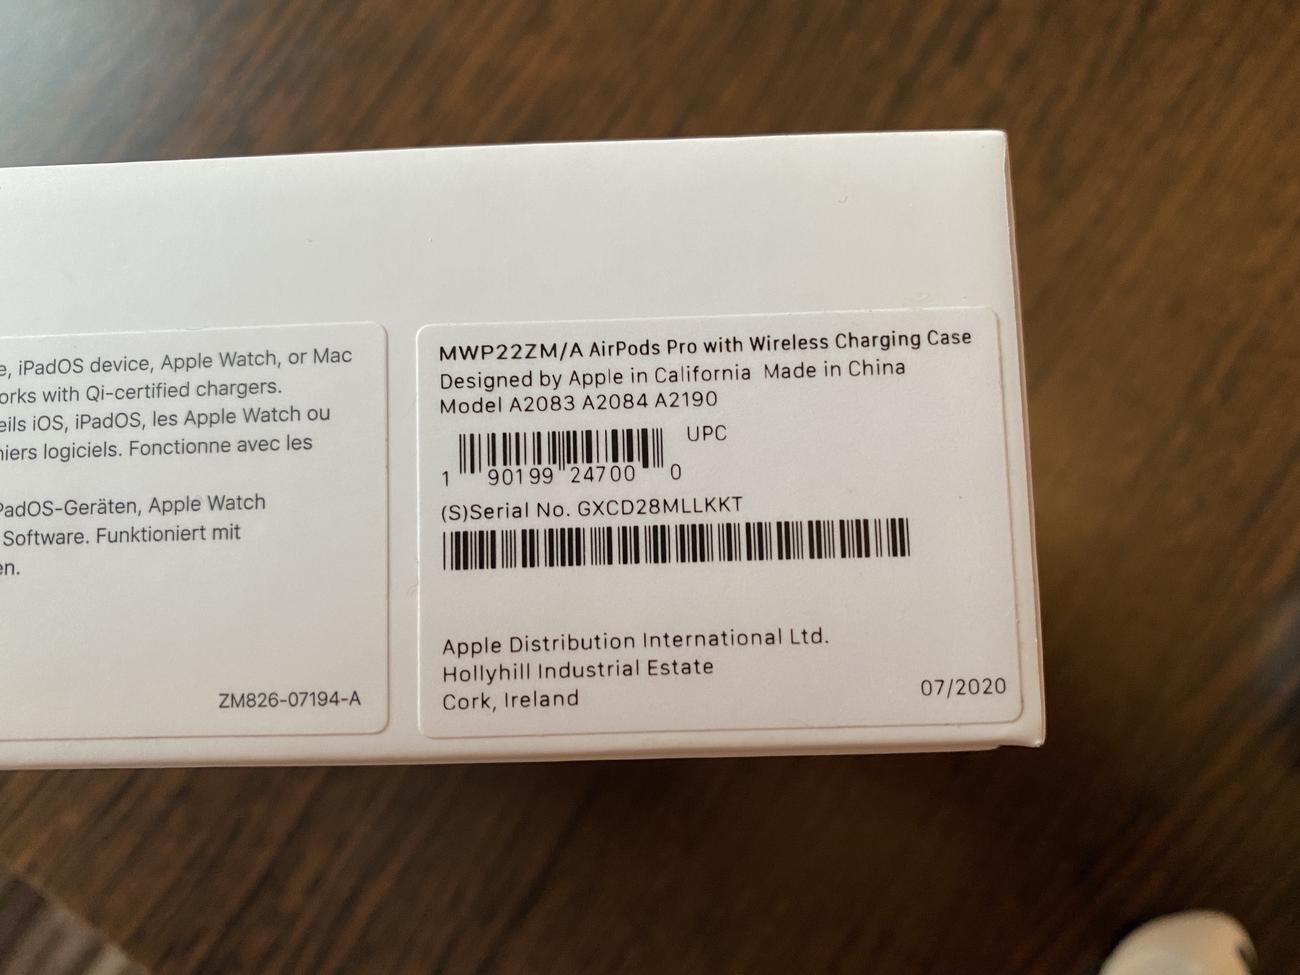 e, iPadOS device, Apple Watch, or Mac
orks with Qi-certified chargers.
eils iOS, iPadOS, les Apple Watch ou
niers logiciels. Fonctionne avec les
PadOS-Geräten, Apple Watch
Software. Funktioniert mit
en.
ZM826-07194-A
MWP22ZM/A AirPods Pro with Wireless Charging Case
Designed by Apple in California Made in China
Model A2083 A2084 A2190
UPC
1 90199 24700 0
(S)Serial No. GXCD28MLLKKT
Apple Distribution International Ltd.
Hollyhill Industrial Estate
Cork, Ireland
07/2020